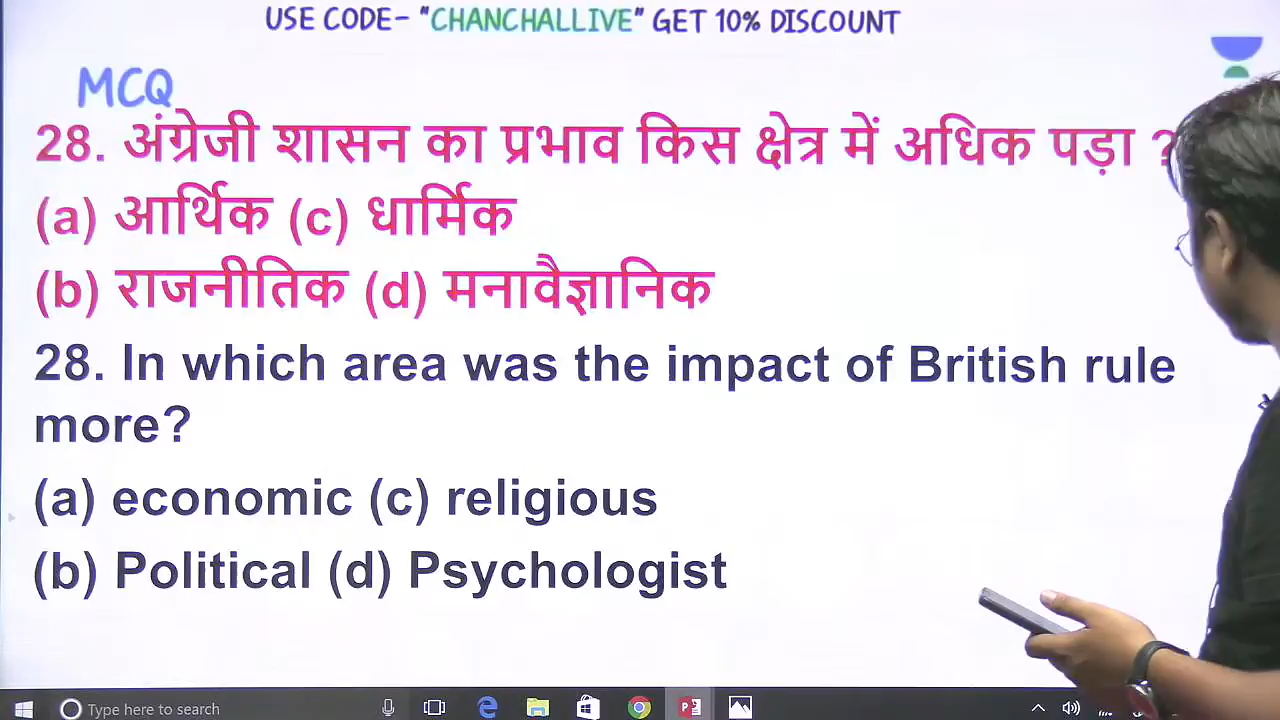 USE CODE- "CHANCHALLIVE" GET 10% DISCOUNT
MCQ
28. अंग्रेजी शासन का प्रभाव किस क्षेत्र में अधिक पड़ा ?
(a) आर्थिक (c) धार्मिक
(b) राजनीतिक (d) मनावैज्ञानिक
28. In which area was the impact of British rule
more?
(a) economic (c) religious
(b) Political (d) Psychologist
Type here to search